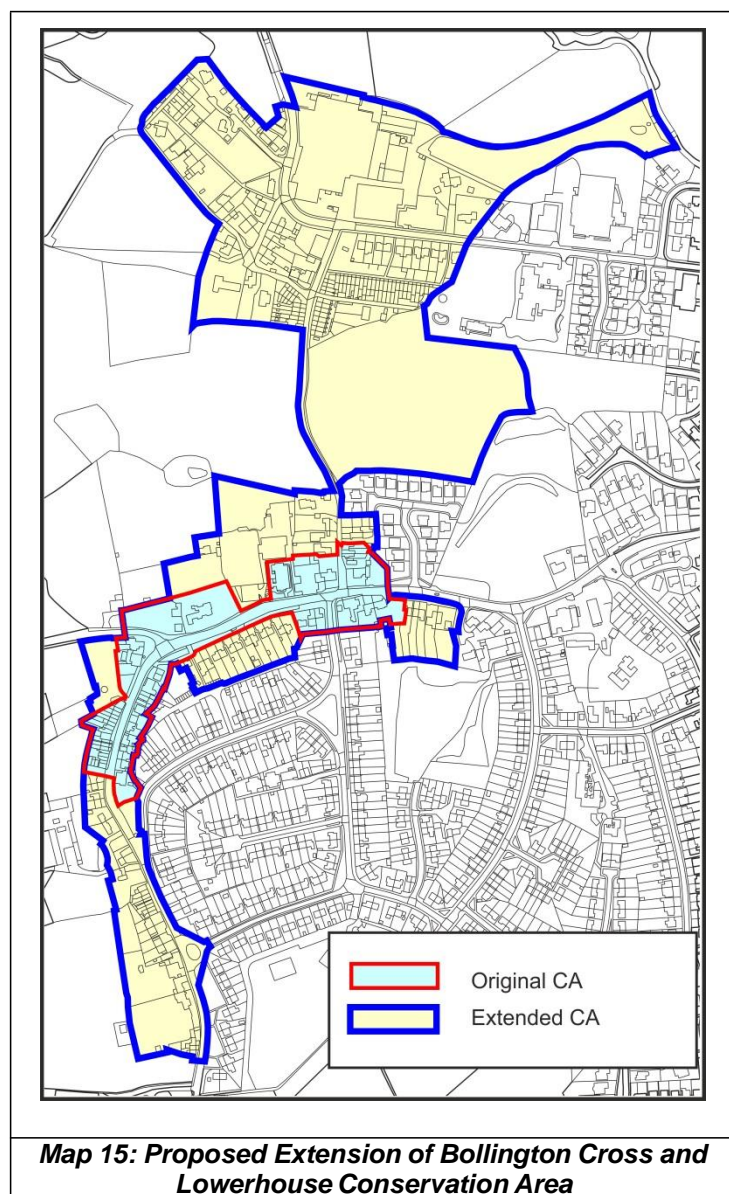 Original CA
Extended CA
Map 15: Proposed Extension of Bollington Cross and
Lowerhouse Conservation Area